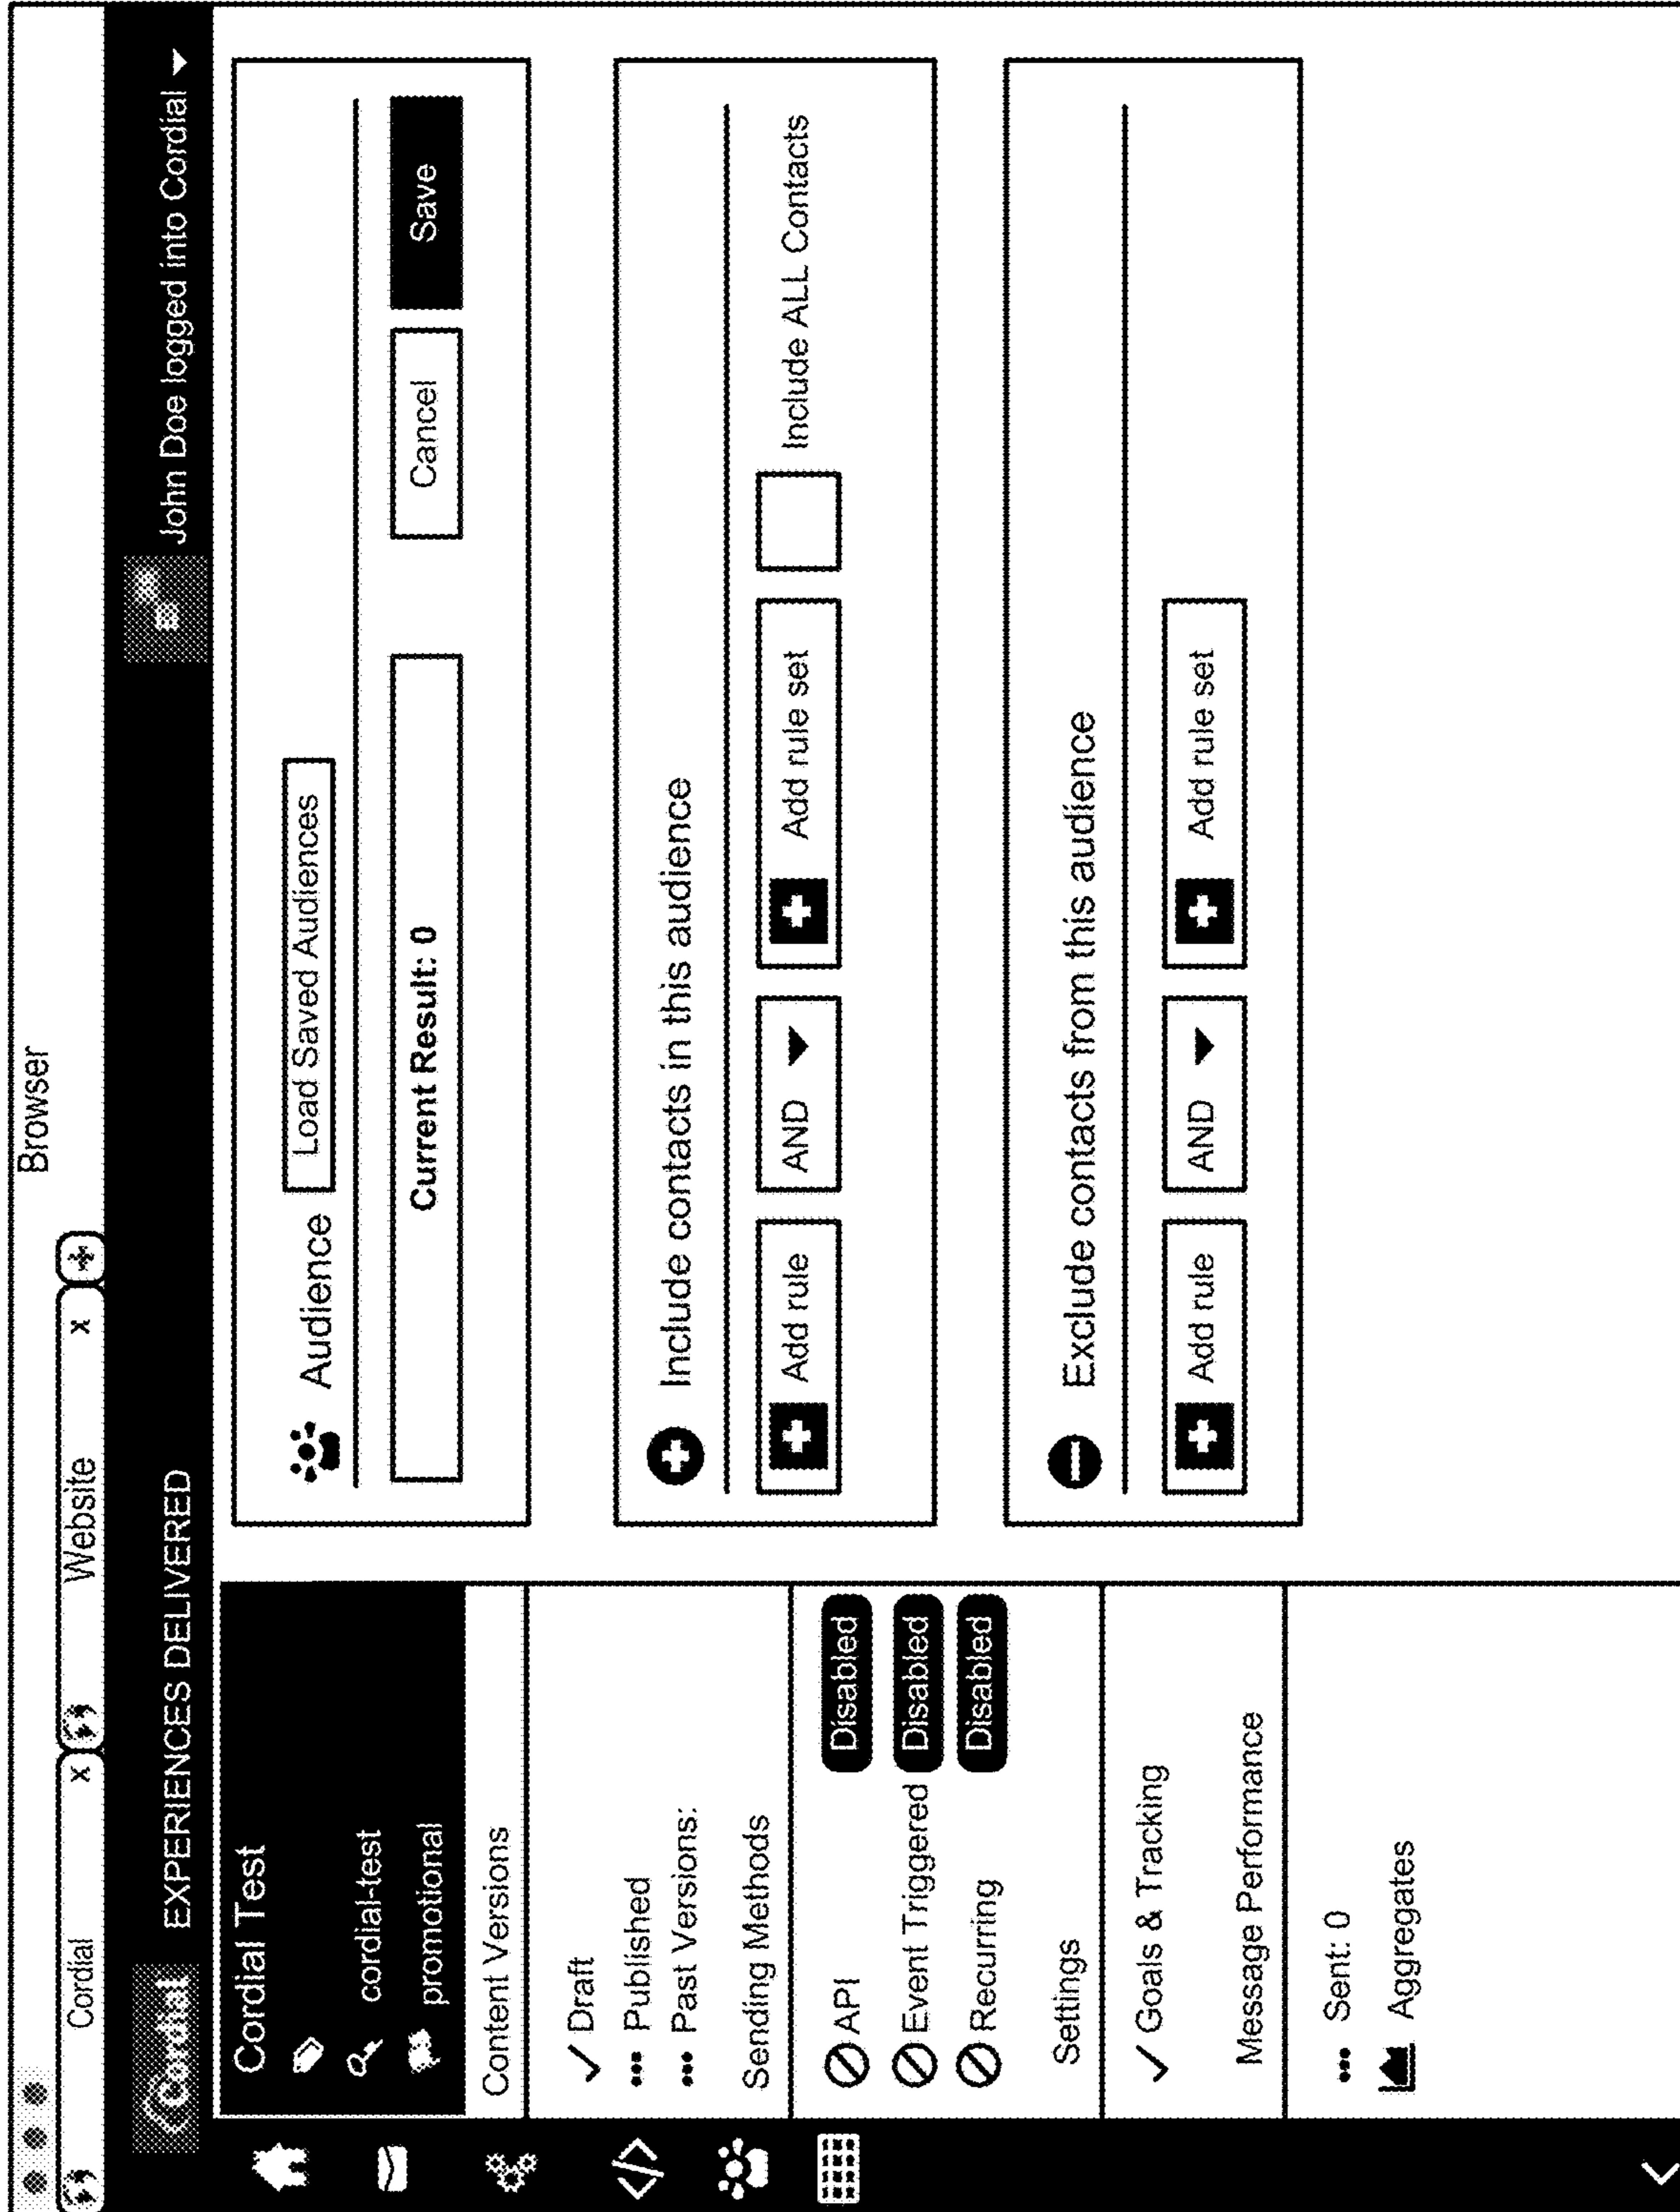 Browser
Cordial x Website x +
Cordial EXPERIENCES DELIVERED John Doe logged into Cordial
Cordial Test
cordial-test
promotional
Content Versions
Draft
Published
Past Versions:
Sending Methods
API Disabled
Event Triggered Disabled
Recurring Disabled
Settings
Goals & Tracking
Message Performance
Sent: 0
Aggregates
Audience Load Saved Audiences
Current Result: 0 Cancel Save
Include contacts in this audience
Add rule AND Add rule set Include ALL Contacts
Exclude contacts from this audience
Add rule AND Add rule set